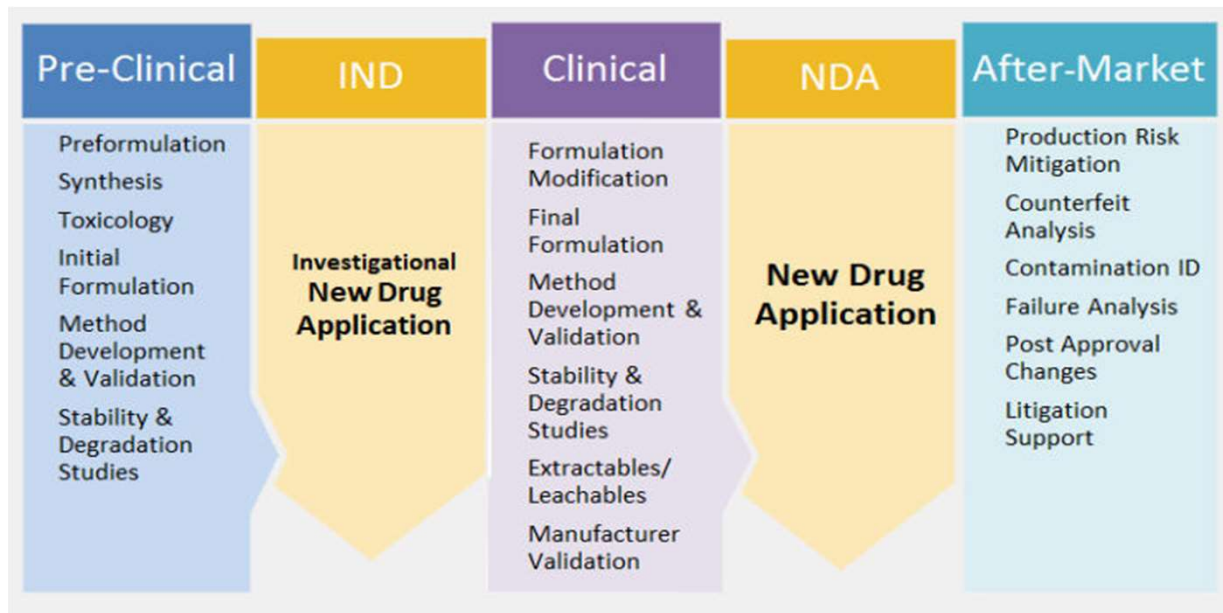 Pre-Clinical
IND
Clinical
NDA
After-Market
Preformulation
Synthesis
Toxicology
Initial
Formulation
Method
Development
& Validation
Stability &
Degradation
Studies
Investigational
New Drug
Application
Formulation
Modification
Final
Formulation
Method
Development &
Validation
Stability &
Degradation
Studies
Extractables/
Leachables
Manufacturer
Validation
New Drug
Application
Production Risk
Mitigation
Counterfeit
Analysis
Contamination ID
Failure Analysis
Post Approval
Changes
Litigation
Support